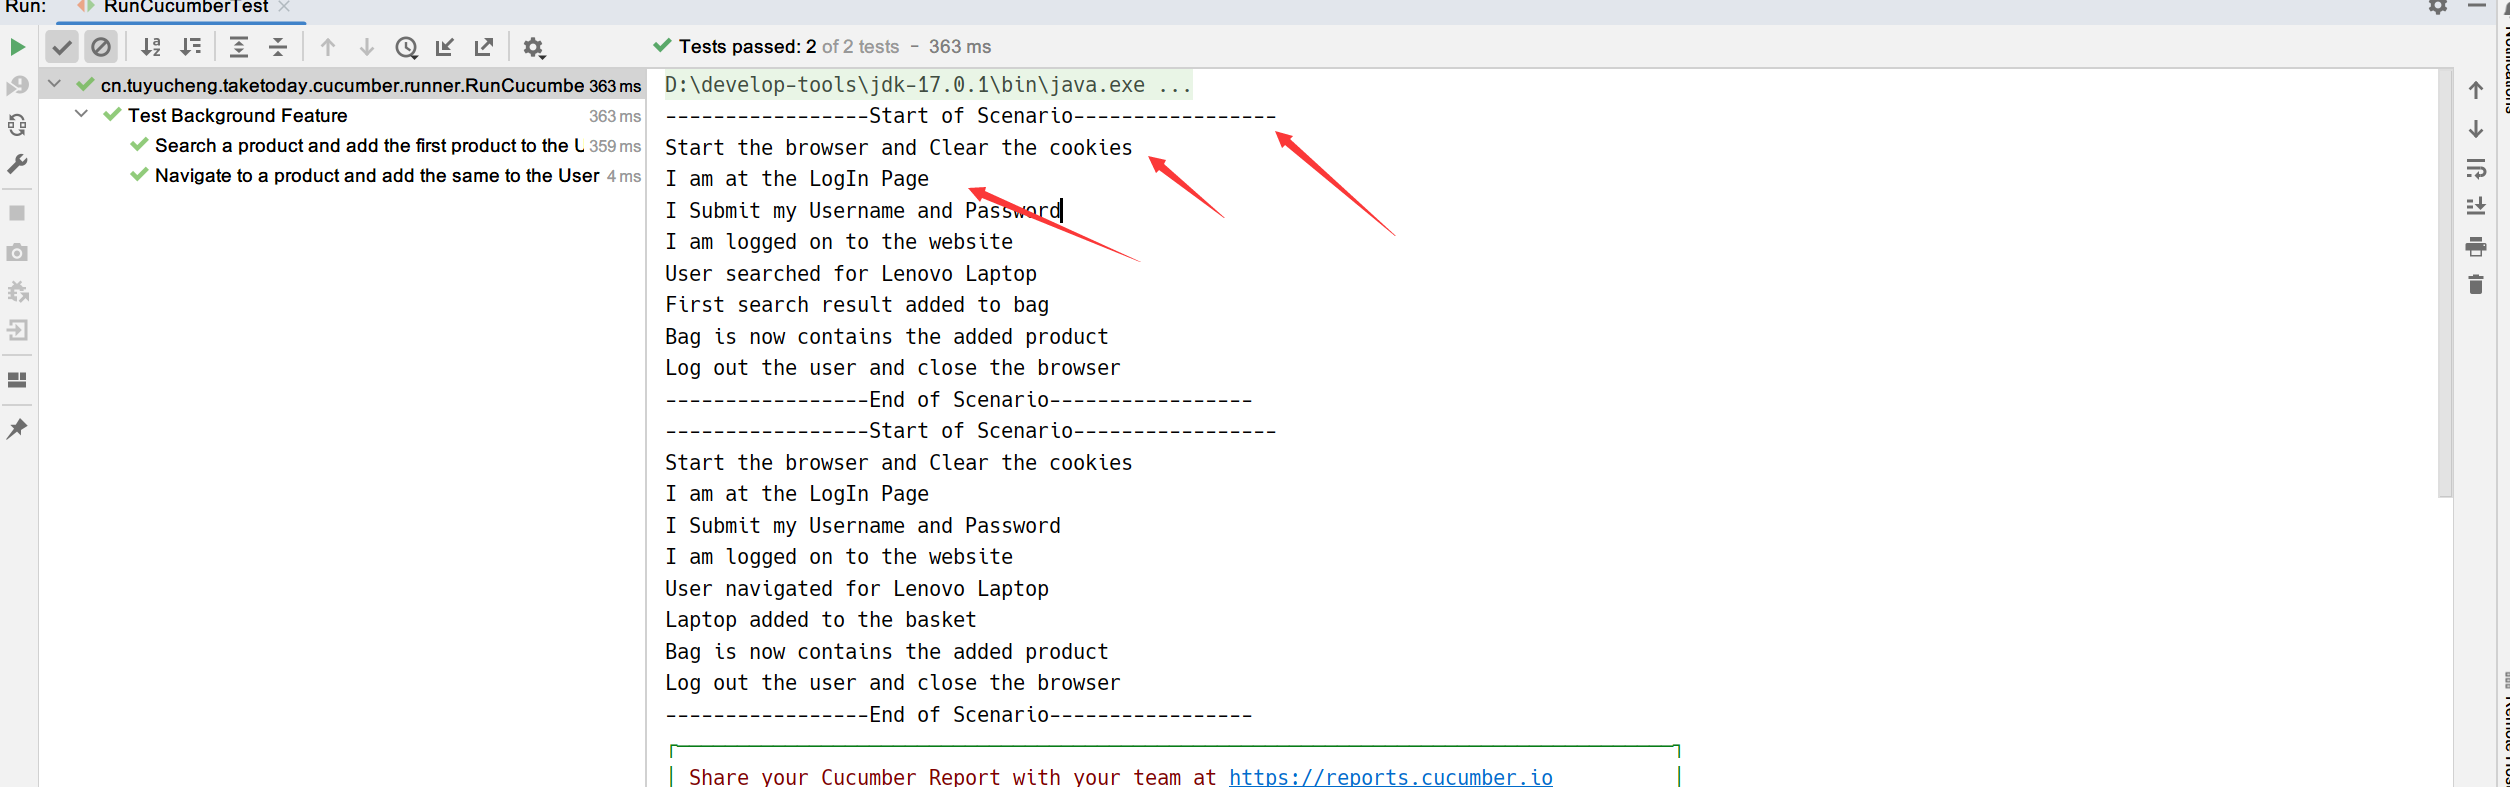 Run: RunCucumberTest
Tests passed: 2 of 2 tests – 363 ms
cn.tuyucheng.taketoday.cucumber.runner.RunCucumbe 363 ms
Test Background Feature 363 ms
Search a product and add the first product to the U 359 ms
Navigate to a product and add the same to the User 4 ms
D:\develop-tools\jdk-17.0.1\bin\java.exe ...
-----------------Start of Scenario-----------------
Start the browser and Clear the cookies
I am at the LogIn Page
I Submit my Username and Password
I am logged on to the website
User searched for Lenovo Laptop
First search result added to bag
Bag is now contains the added product
Log out the user and close the browser
-----------------End of Scenario-----------------
-----------------Start of Scenario-----------------
Start the browser and Clear the cookies
I am at the LogIn Page
I Submit my Username and Password
I am logged on to the website
User navigated for Lenovo Laptop
Laptop added to the basket
Bag is now contains the added product
Log out the user and close the browser
-----------------End of Scenario-----------------
Share your Cucumber Report with your team at https://reports.cucumber.io
Notifications